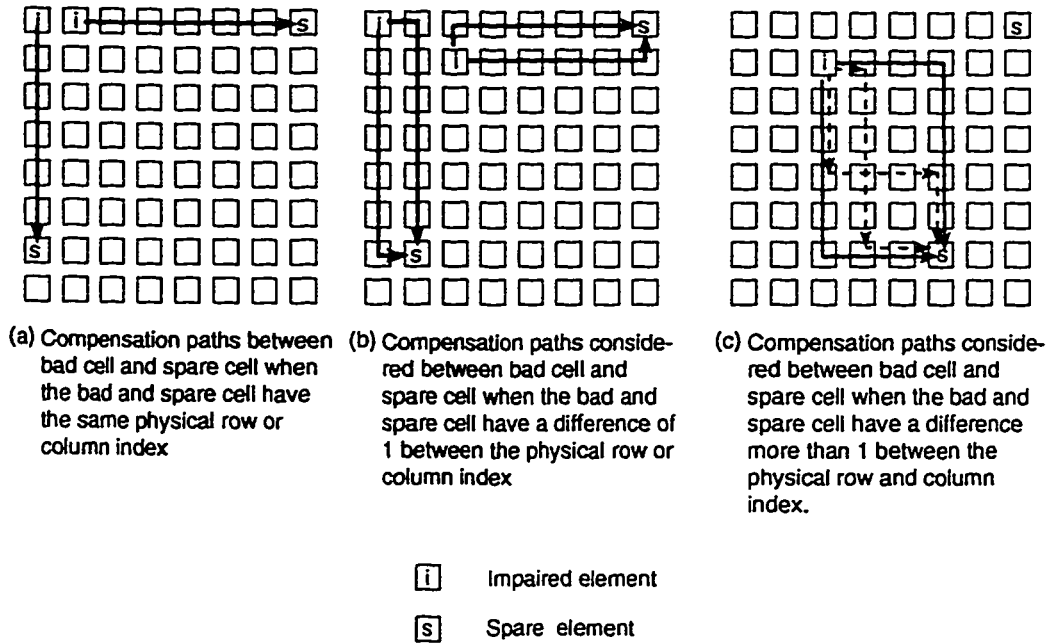 i i s
i s
i
s
s
i
s
(a) Compensation paths between
bad cell and spare cell when
the bad and spare cell have
the same physical row or
column index
(b) Compensation paths conside-
red between bad cell and
spare cell when the bad and
spare cell have a difference of
1 between the physical row or
column index
(c) Compensation paths conside-
red between bad cell and
spare cell when the bad and
spare cell have a difference
more than 1 between the
physical row and column
index.
i Impaired element
s Spare element